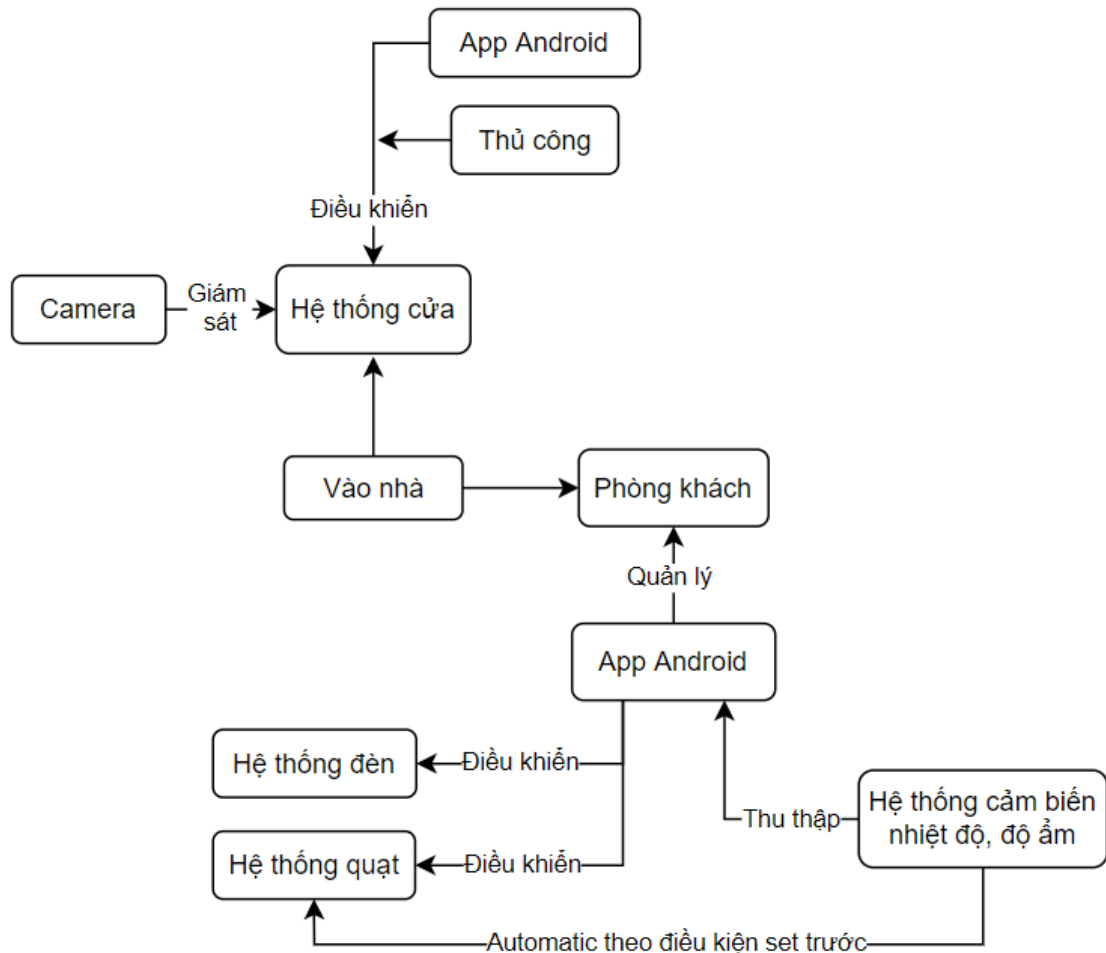 App Android
Thủ công
Điều khiển
Camera
Giám
sát
Hệ thống cửa
Vào nhà
Phòng khách
Quản lý
App Android
Hệ thống đèn
Điều khiển
Hệ thống cảm biến
nhiệt độ, độ ẩm
Thu thập
Hệ thống quạt
Điều khiển
Automatic theo điều kiện set trước